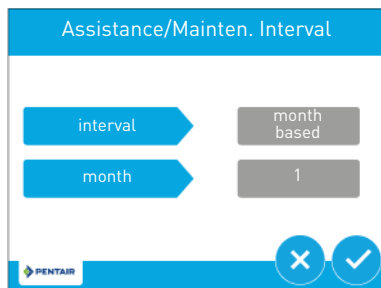 Assistance/Mainten. Interval
interval
month
based
month
1
PENTAIR